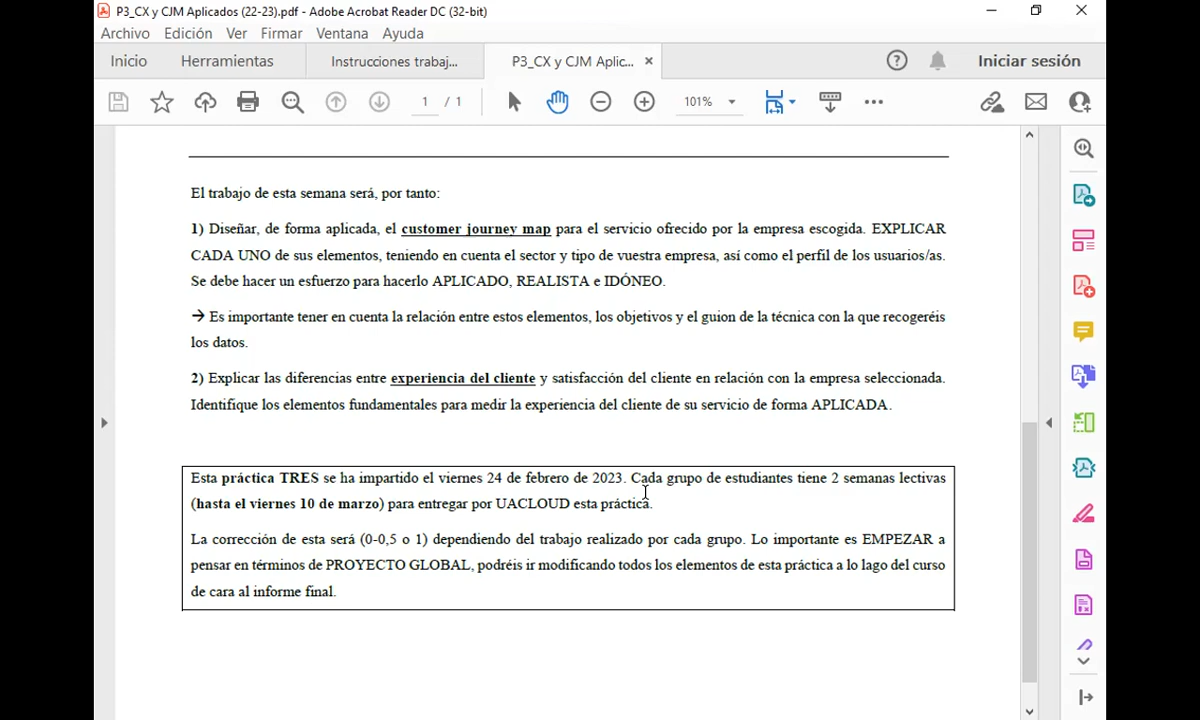 P3_CX y CJM Aplicados (22-23).pdf - Adobe Acrobat Reader DC (32-bit)
Archivo Edición Ver Firmar Ventana Ayuda
Inicio Herramientas Instrucciones trabaj... P3_CX y CJM Aplic... × Iniciar sesión
1 / 1 101%
El trabajo de esta semana será, por tanto:
1) Diseñar, de forma aplicada, el customer journey map para el servicio ofrecido por la empresa escogida. EXPLICAR
CADA UNO de sus elementos, teniendo en cuenta el sector y tipo de vuestra empresa, así como el perfil de los usuarios/as.
Se debe hacer un esfuerzo para hacerlo APLICADO, REALISTA e IDÓNEO.
→ Es importante tener en cuenta la relación entre estos elementos, los objetivos y el guion de la técnica con la que recogeréis
los datos.
2) Explicar las diferencias entre experiencia del cliente y satisfacción del cliente en relación con la empresa seleccionada.
Identifique los elementos fundamentales para medir la experiencia del cliente de su servicio de forma APLICADA.
Esta práctica TRES se ha impartido el viernes 24 de febrero de 2023. Cada grupo de estudiantes tiene 2 semanas lectivas
(hasta el viernes 10 de marzo) para entregar por UACLOUD esta práctica.
La corrección de esta será (0-0,5 o 1) dependiendo del trabajo realizado por cada grupo. Lo importante es EMPEZAR a
pensar en términos de PROYECTO GLOBAL, podréis ir modificando todos los elementos de esta práctica a lo lago del curso
de cara al informe final.